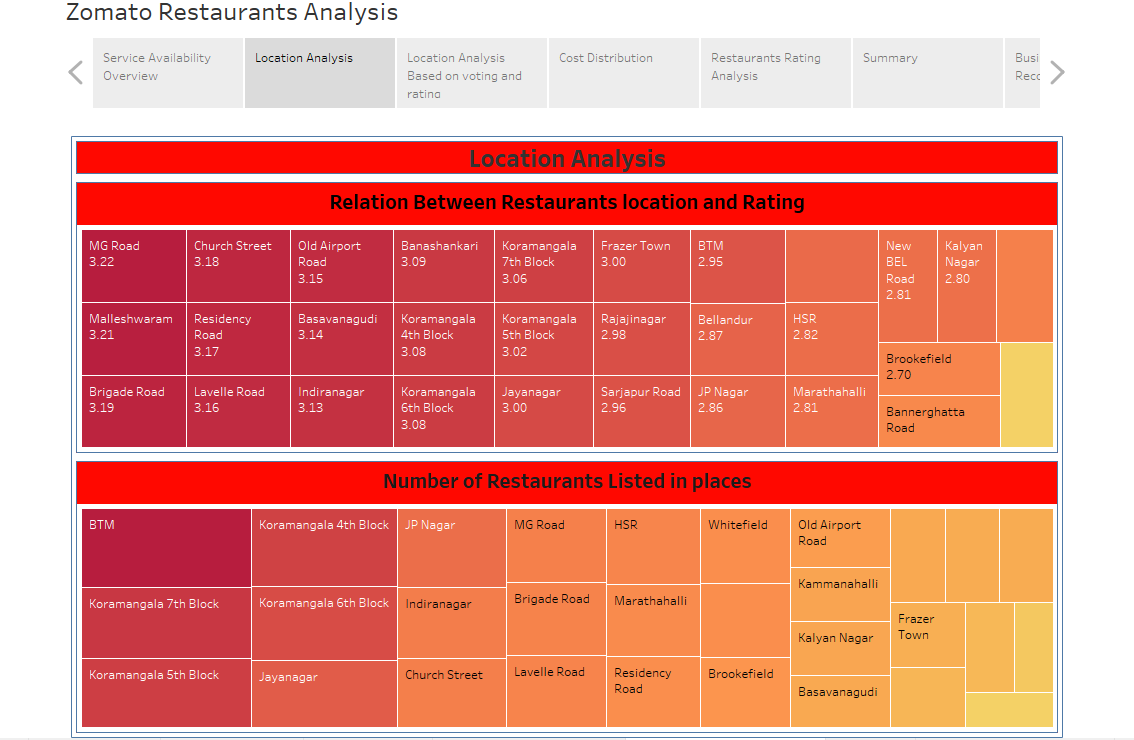 Zomato Restaurants Analysis
Service Availability
Overview
Location Analysis
Location Analysis
Based on voting and
rating
Cost Distribution
Restaurants Rating
Analysis
Summary
Location Analysis
Relation Between Restaurants location and Rating
MG Road
3.22
Malleshwaram
3.21
Brigade Road
3.19
Church Street
3.18
Residency
Road
3.17
Lavelle Road
3.16
Old Airport
Road
3.15
Basavanagudi
3.14
Indiranagar
3.13
Banashankari
3.09
Koramangala
4th Block
3.08
Koramangala
6th Block
3.08
Koramangala
7th Block
3.06
Koramangala
5th Block
3.02
Jayanagar
3.00
Frazer Town
3.00
Rajajinagar
2.98
Sarjapur Road
2.96
BTM
2.95
Bellandur
2.87
JP Nagar
2.86
HSR
2.82
Marathahalli
2.81
New
BEL
Road
2.81
Kalyan
Nagar
2.80
Brookefield
2.70
Bannerghatta
Road
Number of Restaurants Listed in places
BTM
Koramangala 7th Block
Koramangala 5th Block
Koramangala 4th Block
Koramangala 6th Block
Jayanagar
JP Nagar
Indiranagar
Church Street
MG Road
Brigade Road
Lavelle Road
HSR
Marathahalli
Residency
Road
Whitefield
Brookefield
Old Airport
Road
Kammanahalli
Kalyan Nagar
Basavanagudi
Frazer
Town